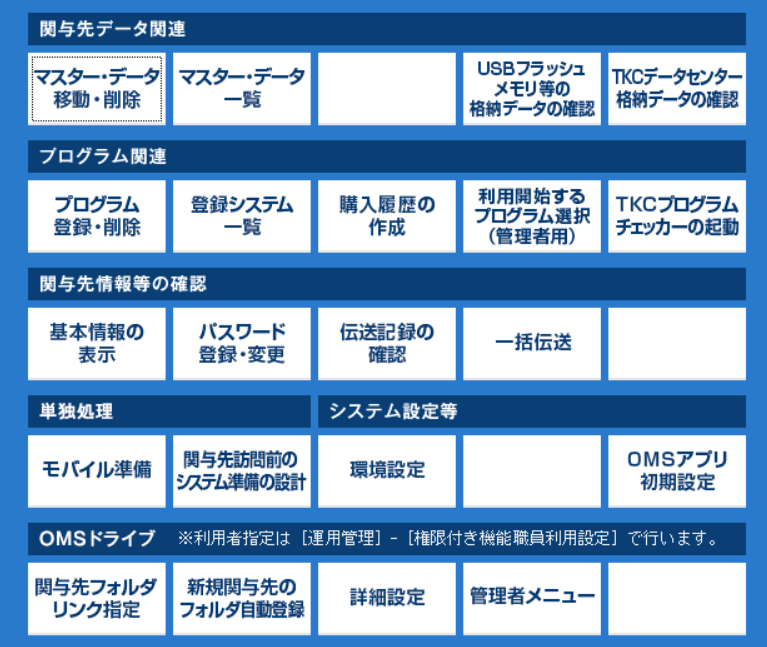 関与先データ関連
マスター・データ
移動・削除
マスター・データ
一覧
USBフラッシュ
メモリ等の
格納データの確認
TKCデータセンター
格納データの確認
プログラム関連
プログラム
登録・削除
登録システム
一覧
購入履歴の
作成
利用開始する
プログラム選択
(管理者用)
TKCプログラム
チェッカーの起動
関与先情報等の確認
基本情報の
表示
パスワード
登録・変更
伝送記録の
確認
一括伝送
単独処理
システム設定等
モバイル準備
関与先訪問前の
システム準備の設計
環境設定
OMSアプリ
初期設定
OMSドライブ ※利用者指定は［運用管理］-［権限付き機能職員利用設定］で行います。
関与先フォルダ
リンク指定
新規関与先の
フォルダ自動登録
詳細設定
管理者メニュー